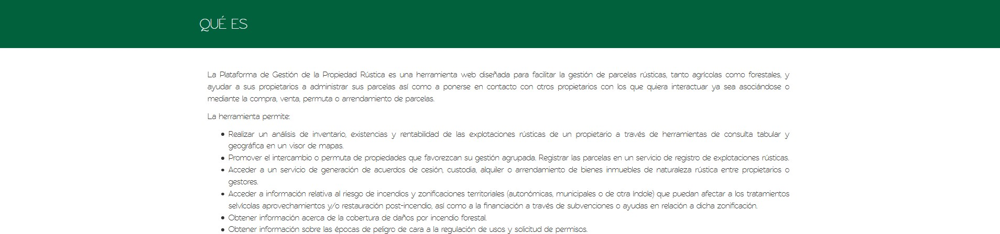 QUÉ ES
La Plataforma de Gestión de la Propiedad Rústica es una herramienta web diseñada para facilitar la gestión de parcelas rústicas, tanto agrícolas como forestales, y
ayudar a sus propietarios a administrar sus parcelas así como a ponerse en contacto con otros propietarios con los que quiera interactuar ya sea asociándose o
mediante la compra, venta, permuta o arrendamiento de parcelas.
La herramienta permite:
• Realizar un análisis de inventario, existencias y rentabilidad de las explotaciones rústicas de un propietario a través de herramientas de consulta tabular y
geográfica en un visor de mapas.
• Promover el intercambio o permuta de propiedades que favorezcan su gestión agrupada. Registrar las parcelas en un servicio de registro de explotaciones rústicas.
• Acceder a un servicio de generación de acuerdos de cesión, custodia, alquiler o arrendamiento de bienes inmuebles de naturaleza rústica entre propietarios o
gestores.
• Acceder a información relativa al riesgo de incendios y zonificaciones territoriales (autonómicas, municipales o de otra índole) que puedan afectar a los tratamientos
selvícolas aprovechamientos y/o restauración post-incendio, así como a la financiación a través de subvenciones o ayudas en relación a dicha zonificación.
• Obtener información acerca de la cobertura de daños por incendio forestal.
• Obtener información sobre las épocas de peligro de cara a la regulación de usos y solicitud de permisos.